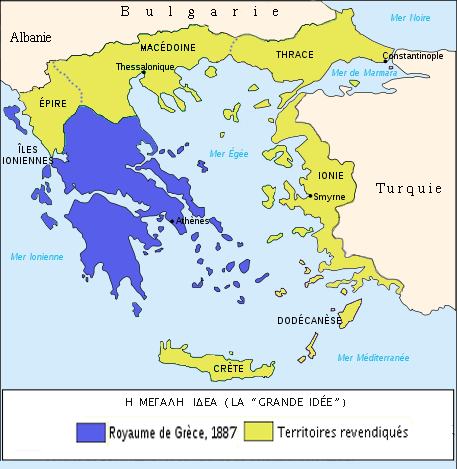 Bulgarie
Mer Noire
Albanie
MACÉDOINE
THRACE
Constantinople
Thessalonique
Mer de Marmara
ÉPIRE
ÎLES
IONIENNES
Mer Égée
IONIE
Turquie
Smyrne
Athènes
Mer Ionienne
DODÉCANÈSE
Mer Méditerranée
CRÈTE
Η ΜΕΓΑΛΗ ΙΔΕΑ (LA "GRANDE IDÉE")
Royaume de Grèce, 1887
Territoires revendiqués